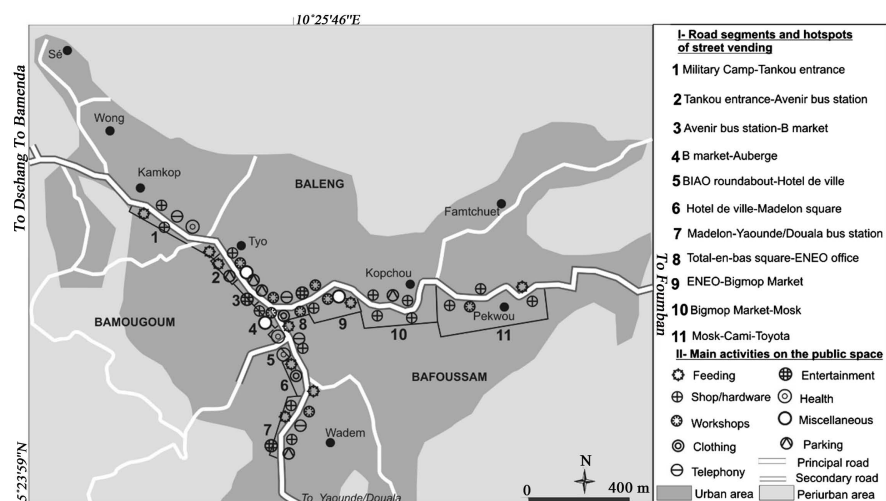 10°25'46"E
To Dschang To Bamenda
Sé
Wong
Kamkop
BALENG
Tyo
Famtchuet
Kopchou
To Foumban
1
2
3
4
5
6
7
8
9
10
11
Pekwou
BAMOUGOUM
BAFOUSSAM
Wadem
5°23'59"N
To Yaounde/Douala
N
0 400 m
I- Road segments and hotspots
of street vending
1 Military Camp-Tankou entrance
2 Tankou entrance-Avenir bus station
3 Avenir bus station-B market
4 B market-Auberge
5 BIAO roundabout-Hotel de ville
6 Hotel de ville-Madelon square
7 Madelon-Yaounde/Douala bus station
8 Total-en-bas square-ENEO office
9 ENEO-Bigmop Market
10 Bigmop Market-Mosk
11 Mosk-Cami-Toyota
II- Main activities on the public space
Feeding
Entertainment
Shop/hardware
Health
Workshops
Miscellaneous
Clothing
Parking
Telephony
Principal road
Secondary road
Urban area
Periurban area